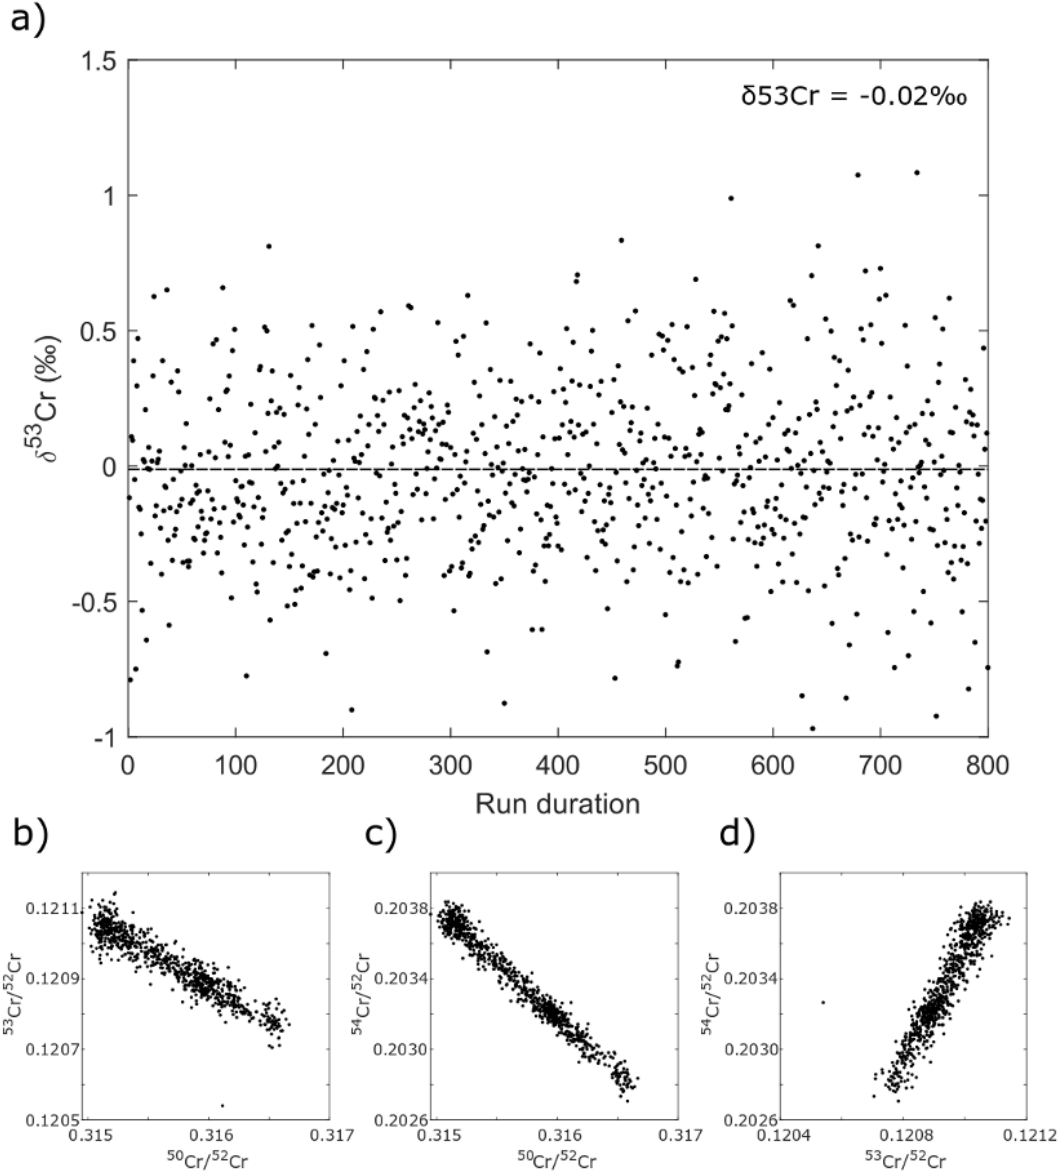 a)
δ53Cr = -0.02‰
1.5
1
0.5
0
-0.5
-1
δ⁵³Cr (‰)
0 100 200 300 400 500 600 700 800
Run duration
b) c) d)
0.1211
0.1209
0.1207
0.1205
⁵³Cr/⁵²Cr
0.315 0.316 0.317
⁵⁰Cr/⁵²Cr
0.2038
0.2034
0.2030
0.2026
⁵⁴Cr/⁵²Cr
0.315 0.316 0.317
⁵⁰Cr/⁵²Cr
0.2038
0.2034
0.2030
0.2026
⁵⁴Cr/⁵²Cr
0.1204 0.1208 0.1212
⁵³Cr/⁵²Cr